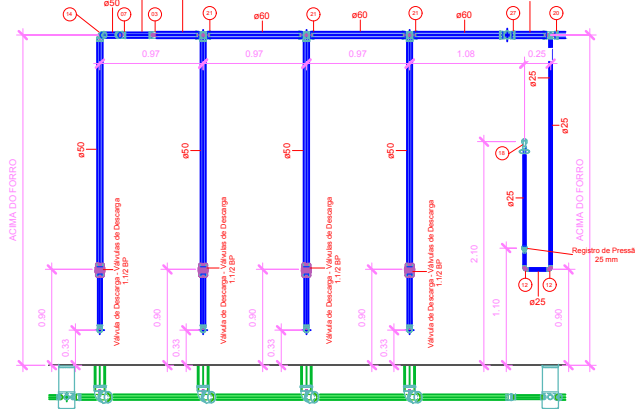 ø50
14
07
03
21
ø60
21
ø60
21
ø60
27
20
0.97
0.97
0.97
1.08
0.25
ø25
ø25
ø50
ø50
ø50
ø50
18
ø25
ACIMA DO FORRO
ACIMA DO FORRO
2.10
Válvula de Descarga - Válvulas de Descarga
1.1/2 BP
Válvula de Descarga - Válvulas de Descarga
1.1/2 BP
Válvula de Descarga - Válvulas de Descarga
1.1/2 BP
Válvula de Descarga - Válvulas de Descarga
1.1/2 BP
Registro de Pressã
25 mm
12
12
ø25
0.90
0.33
0.90
0.33
0.90
0.33
0.90
0.33
1.10
0.90